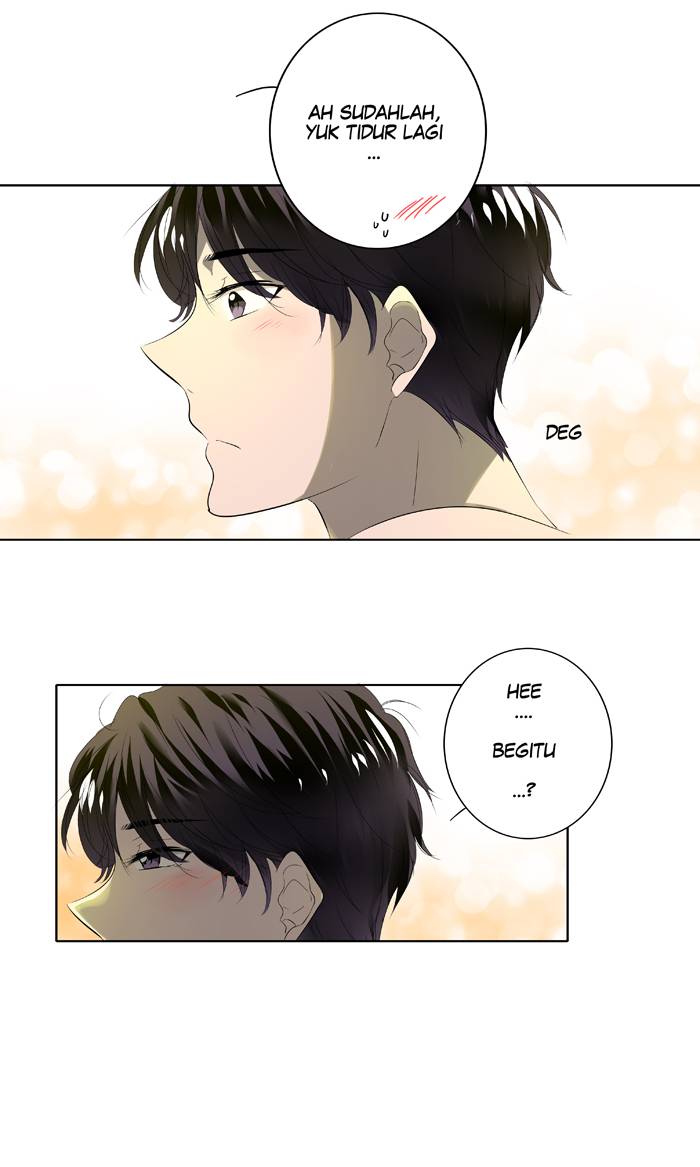 AH SUDAHLAH,
YUK TIDUR LAGI
...
DEG
HEE
....
BEGITU
...?